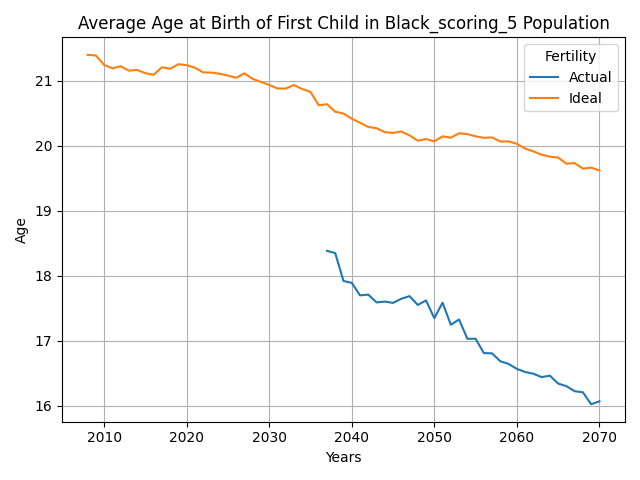 Average Age at Birth of First Child in Black_scoring_5 Population
Fertility
Actual
Ideal
Age
21
20
19
18
17
16
2010 2020 2030 2040 2050 2060 2070
Years